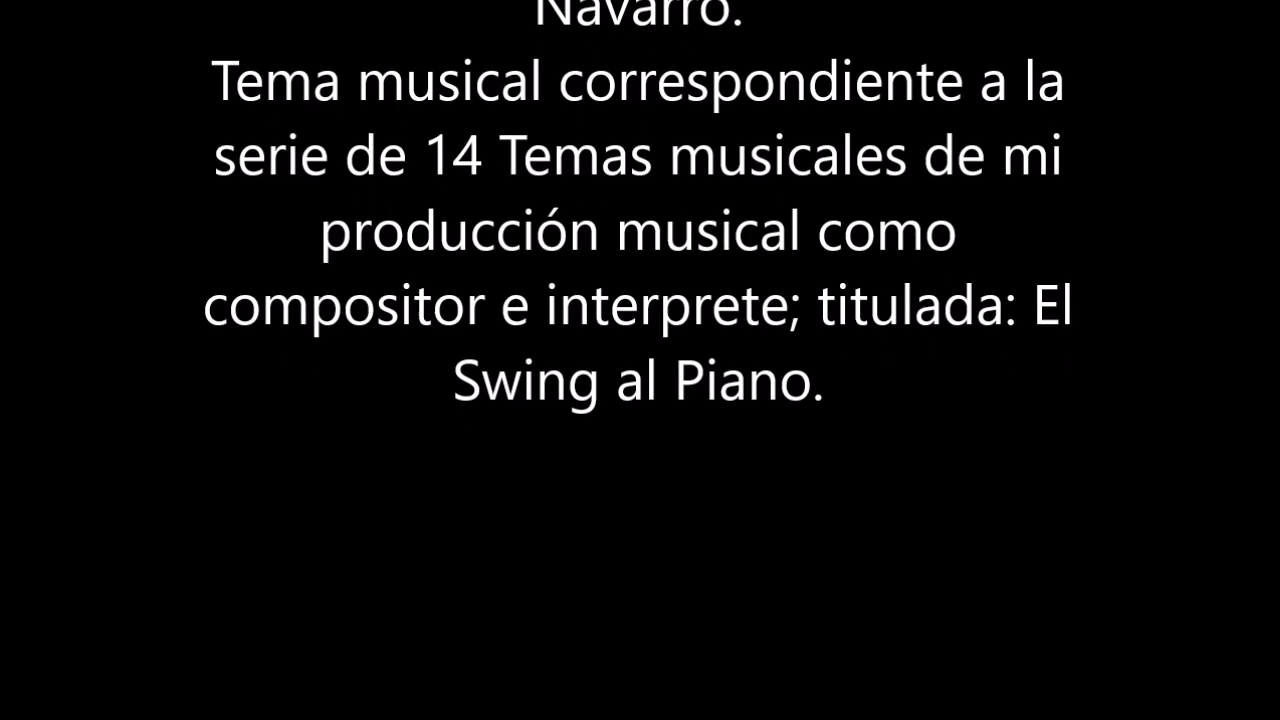 Navarro.
Tema musical correspondiente a la
serie de 14 Temas musicales de mi
producción musical como
compositor e interprete; titulada: El
Swing al Piano.